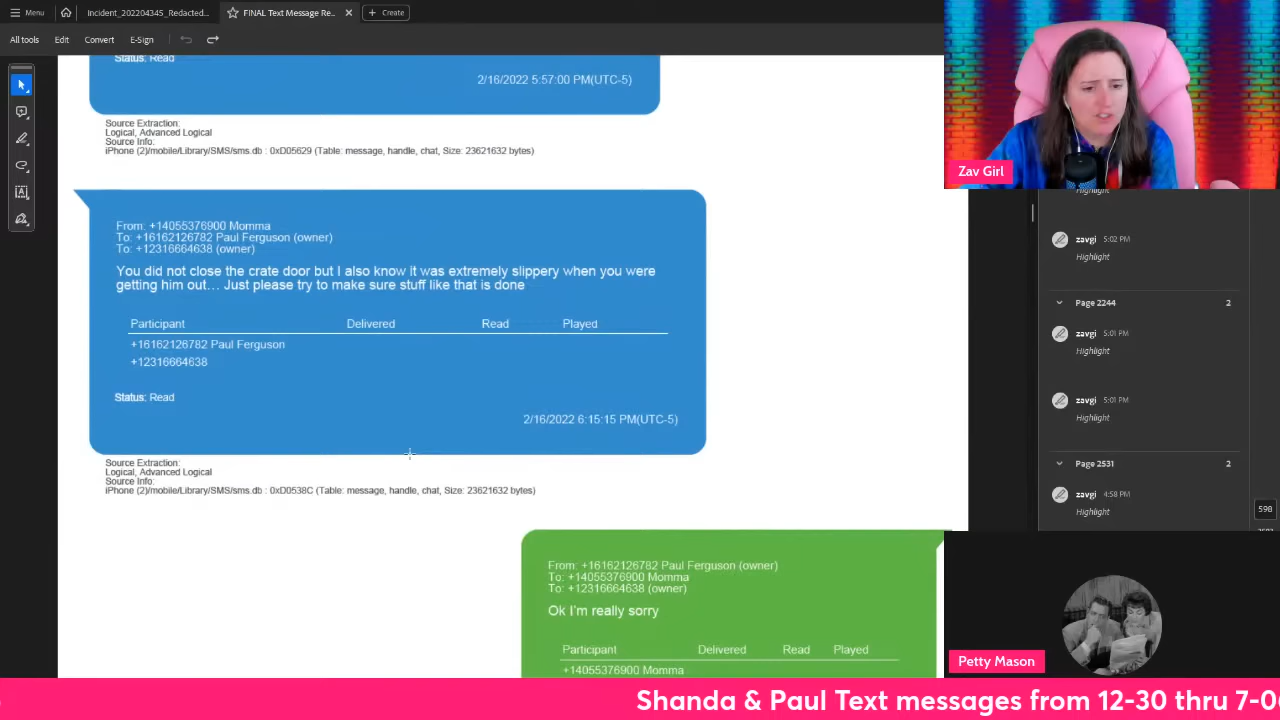 Menu
Incident_202204345_Redacted...
FINAL Text Message Re...
Create
All tools
Edit
Convert
E-Sign
Status: Read
2/16/2022 5:57:00 PM(UTC-5)
Source Extraction:
Logical, Advanced Logical
Source Info:
iPhone (2)/mobile/Library/SMS/sms.db : 0xD05629 (Table: message, handle, chat, Size: 23621632 bytes)
From: +14055376900 Momma
To: +16162126782 Paul Ferguson (owner)
To: +12316664638 (owner)
You did not close the crate door but I also know it was extremely slippery when you were
getting him out... Just please try to make sure stuff like that is done
Participant Delivered Read Played
+16162126782 Paul Ferguson
+12316664638
Status: Read
2/16/2022 6:15:15 PM(UTC-5)
Source Extraction:
Logical, Advanced Logical
Source Info:
iPhone (2)/mobile/Library/SMS/sms.db : 0xD0538C (Table: message, handle, chat, Size: 23621632 bytes)
From: +16162126782 Paul Ferguson (owner)
To: +14055376900 Momma
To: +12316664638 (owner)
Ok I'm really sorry
Participant Delivered Read Played
+14055376900 Momma
Zav Girl
Highlight
zavgi 5:02 PM
Highlight
Page 2244 2
zavgi 5:01 PM
Highlight
zavgi 5:01 PM
Highlight
Page 2531 2
zavgi 4:58 PM
Highlight
598
Petty Mason
Shanda & Paul Text messages from 12-30 thru 7-0